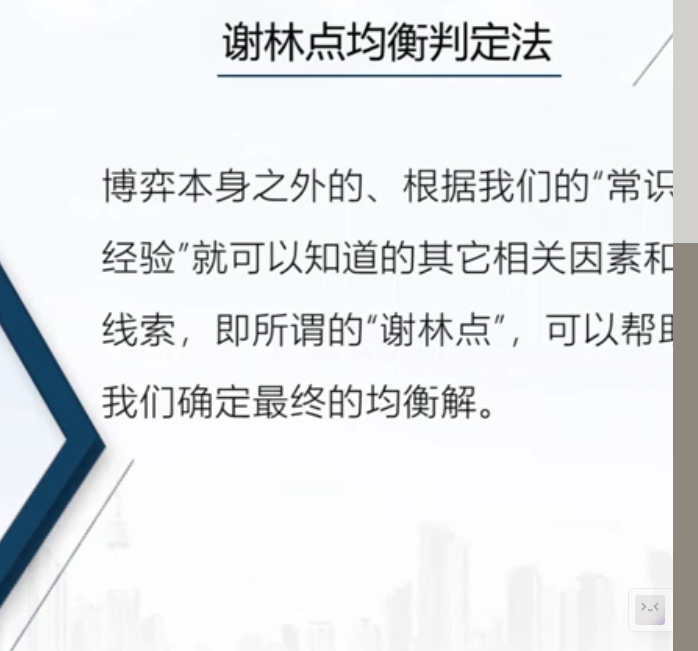 谢林点均衡判定法
博弈本身之外的、根据我们的“常识
经验”就可以知道的其它相关因素和
线索，即所谓的“谢林点”，可以帮助
我们确定最终的均衡解。